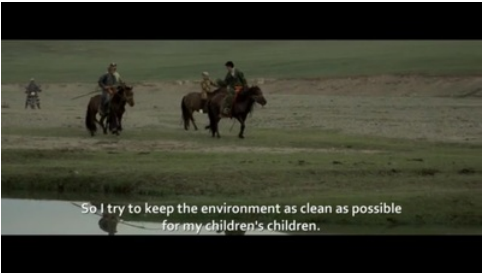 So I try to keep the environment as clean as possible
for my children's children.